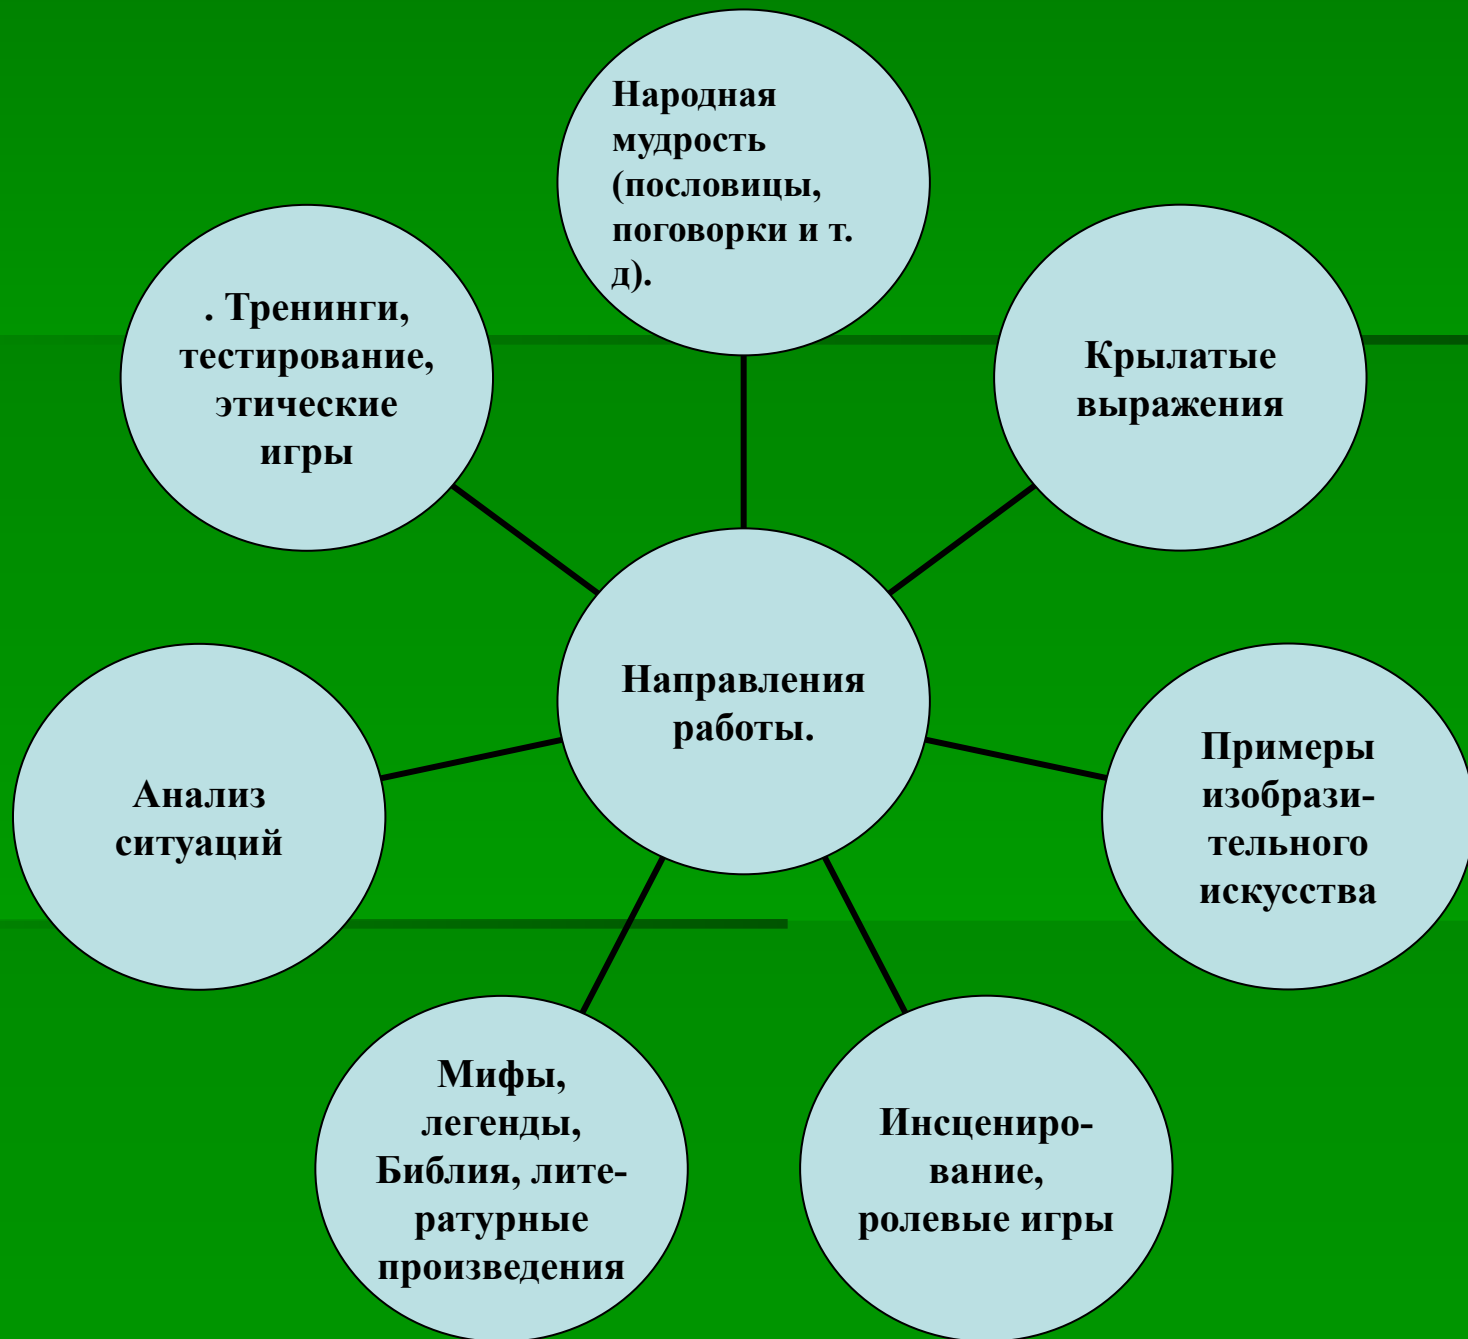 Народная
мудрость
(пословицы,
поговорки и т.
д).
. Тренинги,
тестирование,
этические
игры
Крылатые
выражения
Направления
работы.
Анализ
ситуаций
Примеры
изобрази-
тельного
искусства
Мифы,
легенды,
Библия, лите-
ратурные
произведения
Инсцениро-
вание,
ролевые игры